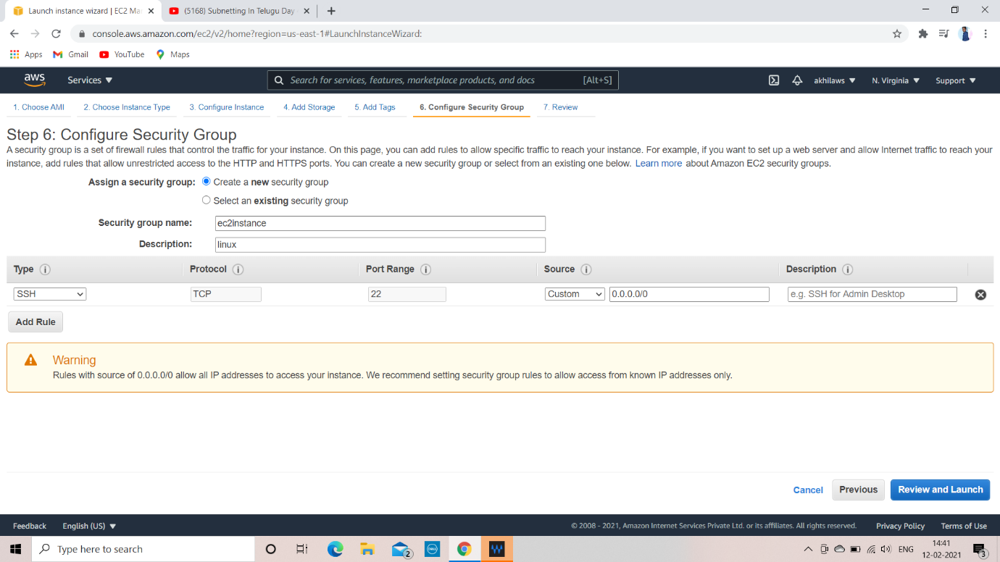 Launch instance wizard | EC2 Ma
(5168) Subnetting In Telugu Day
console.aws.amazon.com/ec2/v2/home?region=us-east-1#LaunchInstanceWizard:
Apps Gmail YouTube Maps
aws Services Search for services, features, marketplace products, and docs [Alt+S] akhilaws N. Virginia Support
1. Choose AMI 2. Choose Instance Type 3. Configure Instance 4. Add Storage 5. Add Tags 6. Configure Security Group 7. Review
Step 6: Configure Security Group
A security group is a set of firewall rules that control the traffic for your instance. On this page, you can add rules to allow specific traffic to reach your instance. For example, if you want to set up a web server and allow Internet traffic to reach your
instance, add rules that allow unrestricted access to the HTTP and HTTPS ports. You can create a new security group or select from an existing one below. Learn more about Amazon EC2 security groups.
Assign a security group: Create a new security group
Select an existing security group
Security group name: ec2instance
Description: linux
Type i Protocol i Port Range i Source i Description i
SSH TCP 22 Custom 0.0.0.0/0 e.g. SSH for Admin Desktop
Add Rule
Warning
Rules with source of 0.0.0.0/0 allow all IP addresses to access your instance. We recommend setting security group rules to allow access from known IP addresses only.
Cancel Previous Review and Launch
Feedback English (US) © 2008 - 2021, Amazon Internet Services Private Ltd. or its affiliates. All rights reserved. Privacy Policy Terms of Use
Type here to search 2 DELL ENG 14:41
12-02-2021 3